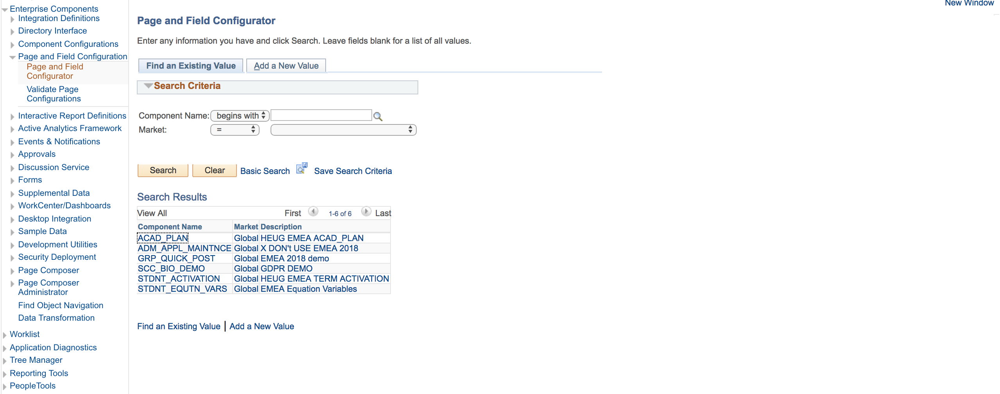 New Window
Enterprise Components
Integration Definitions
Directory Interface
Component Configurations
Page and Field Configuration
Page and Field
Configurator
Validate Page
Configurations
Interactive Report Definitions
Active Analytics Framework
Events & Notifications
Approvals
Discussion Service
Forms
Supplemental Data
WorkCenter/Dashboards
Desktop Integration
Sample Data
Development Utilities
Security Deployment
Page Composer
Page Composer
Administrator
Find Object Navigation
Data Transformation
Worklist
Application Diagnostics
Tree Manager
Reporting Tools
PeopleTools
Page and Field Configurator
Enter any information you have and click Search. Leave fields blank for a list of all values.
Find an Existing Value Add a New Value
Search Criteria
Component Name: begins with
Market: =
Search Clear Basic Search Save Search Criteria
Search Results
View All First 1-6 of 6 Last
Component Name Market Description
ACAD_PLAN Global HEUG EMEA ACAD_PLAN
ADM_APPL_MAINTNCE Global X DON't USE EMEA 2018
GRP_QUICK_POST Global EMEA 2018 demo
SCC_BIO_DEMO Global GDPR DEMO
STDNT_ACTIVATION Global HEUG EMEA TERM ACTIVATION
STDNT_EQUTN_VARS Global EMEA Equation Variables
Find an Existing Value | Add a New Value